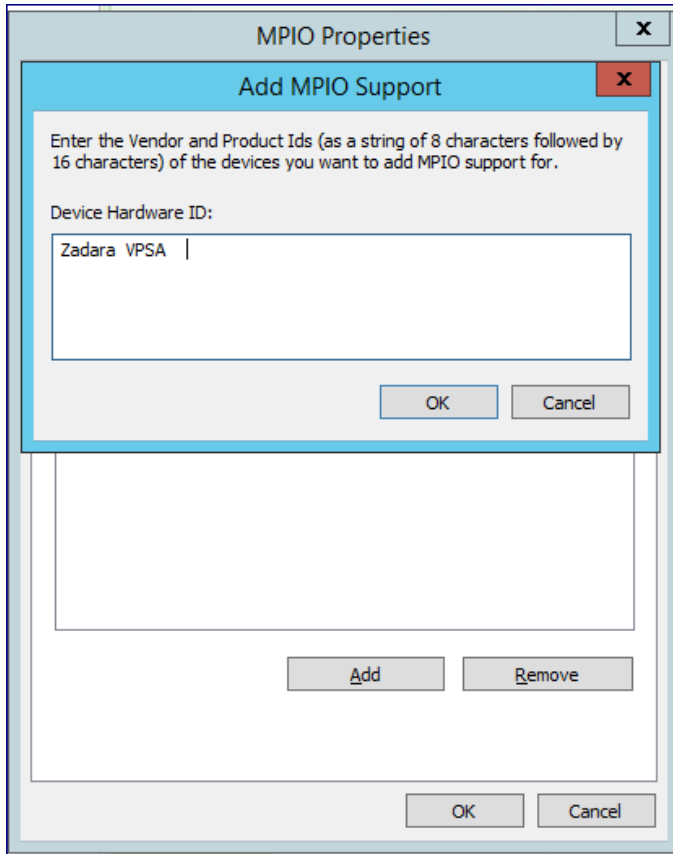 MPIO Properties
x
Add MPIO Support
x
Enter the Vendor and Product Ids (as a string of 8 characters followed by
16 characters) of the devices you want to add MPIO support for.
Device Hardware ID:
Zadara VPSA
OK
Cancel
Add
Remove
OK
Cancel